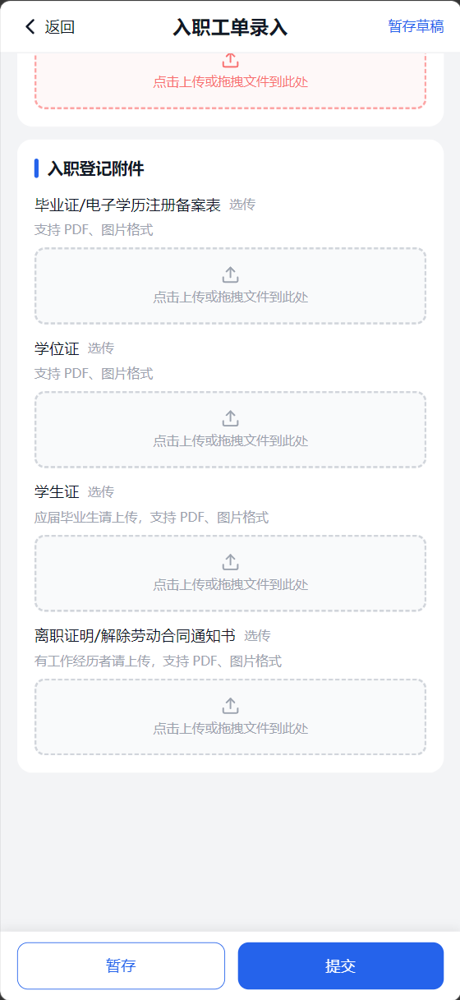 返回
入职工单录入
暂存草稿
点击上传或拖拽文件到此处
入职登记附件
毕业证/电子学历注册备案表 选传
支持 PDF、图片格式
点击上传或拖拽文件到此处
学位证 选传
支持 PDF、图片格式
点击上传或拖拽文件到此处
学生证 选传
应届毕业生请上传，支持 PDF、图片格式
点击上传或拖拽文件到此处
离职证明/解除劳动合同通知书 选传
有工作经历者请上传，支持 PDF、图片格式
点击上传或拖拽文件到此处
暂存
提交